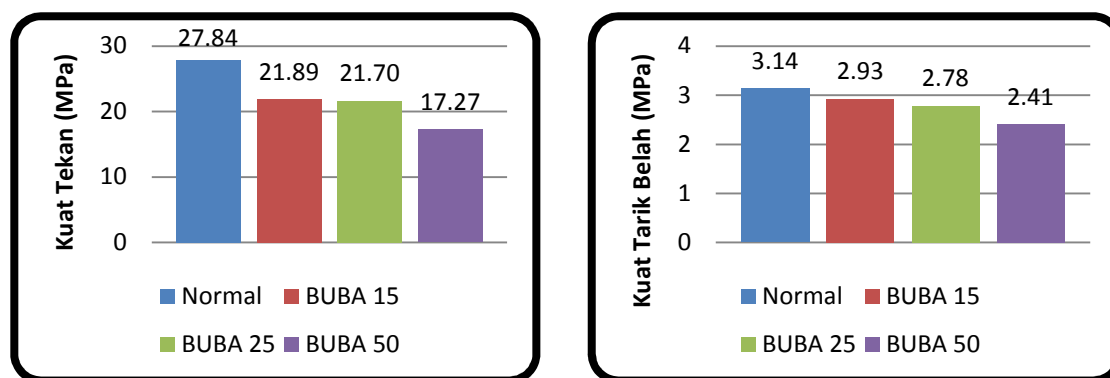 Kuat Tekan (MPa)
30
20
10
0
27.84
21.89
21.70
17.27
Normal
BUBA 15
BUBA 25
BUBA 50
Kuat Tarik Belah (MPa)
4
3
2
1
0
3.14
2.93
2.78
2.41
Normal
BUBA 15
BUBA 25
BUBA 50